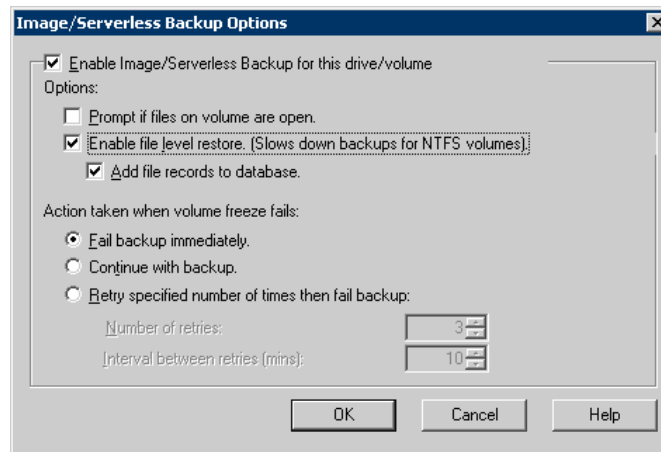 Image/Serverless Backup Options
Enable Image/Serverless Backup for this drive/volume
Options:
Prompt if files on volume are open.
Enable file level restore. (Slows down backups for NTFS volumes).
Add file records to database.
Action taken when volume freeze fails:
Fail backup immediately.
Continue with backup.
Retry specified number of times then fail backup:
Number of retries: 3
Interval between retries (mins): 10
OK Cancel Help